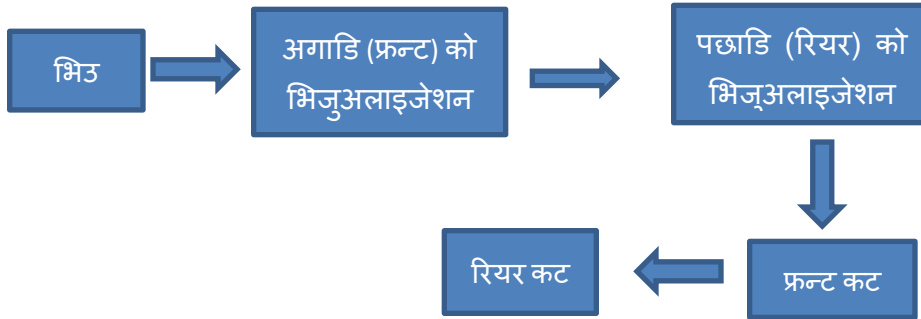 भिउ
अगाडि (फ्रन्ट) को
भिजुअलाइजेशन
पछाडि (रियर) को
भिजुअलाइजेशन
फ्रन्ट कट
रियर कट